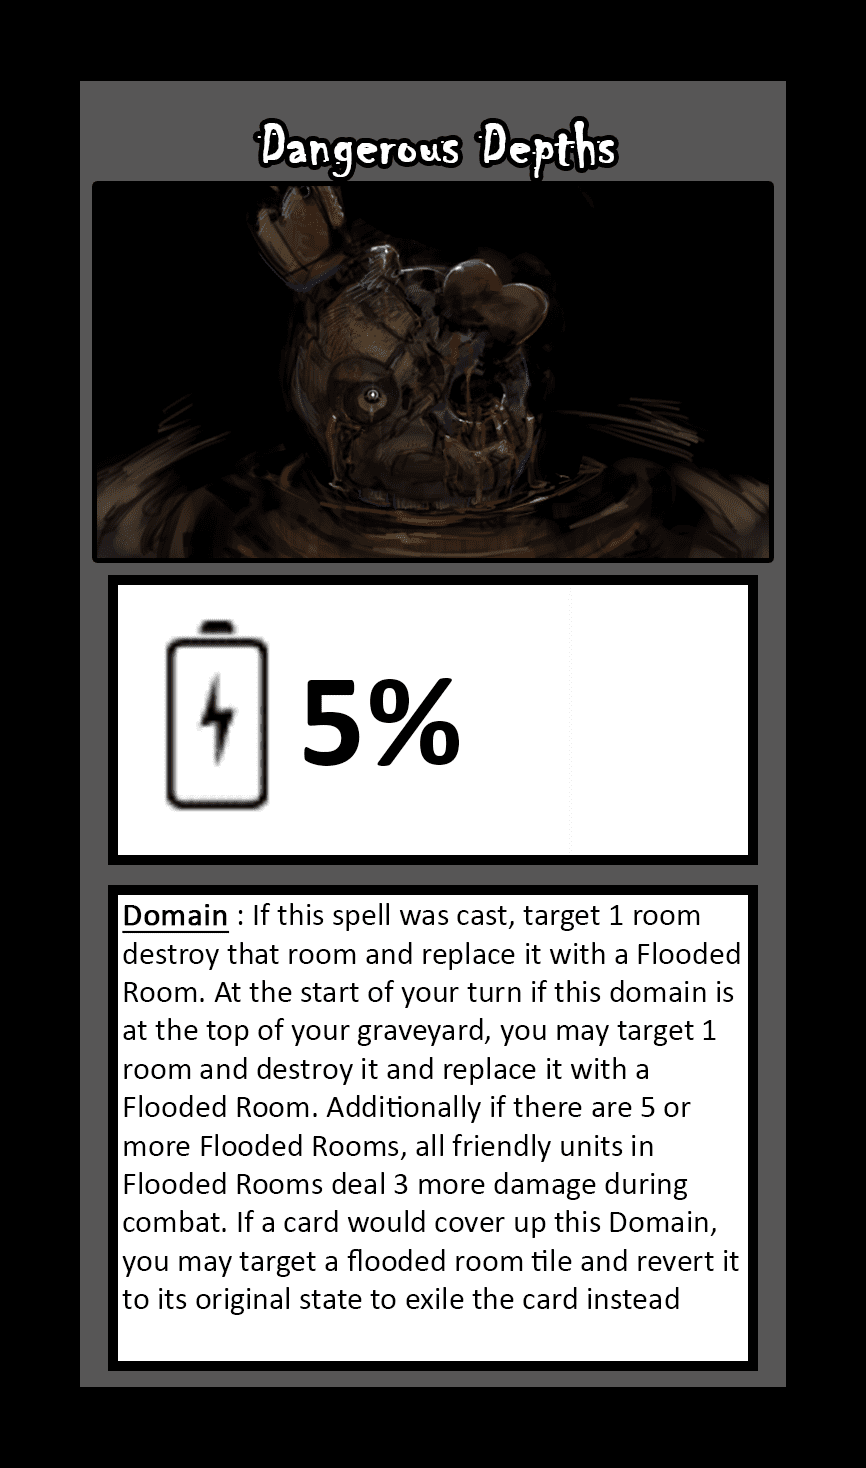 Dangerous Depths
5%
Domain : If this spell was cast, target 1 room
destroy that room and replace it with a Flooded
Room. At the start of your turn if this domain is
at the top of your graveyard, you may target 1
room and destroy it and replace it with a
Flooded Room. Additionally if there are 5 or
more Flooded Rooms, all friendly units in
Flooded Rooms deal 3 more damage during
combat. If a card would cover up this Domain,
you may target a flooded room tile and revert it
to its original state to exile the card instead